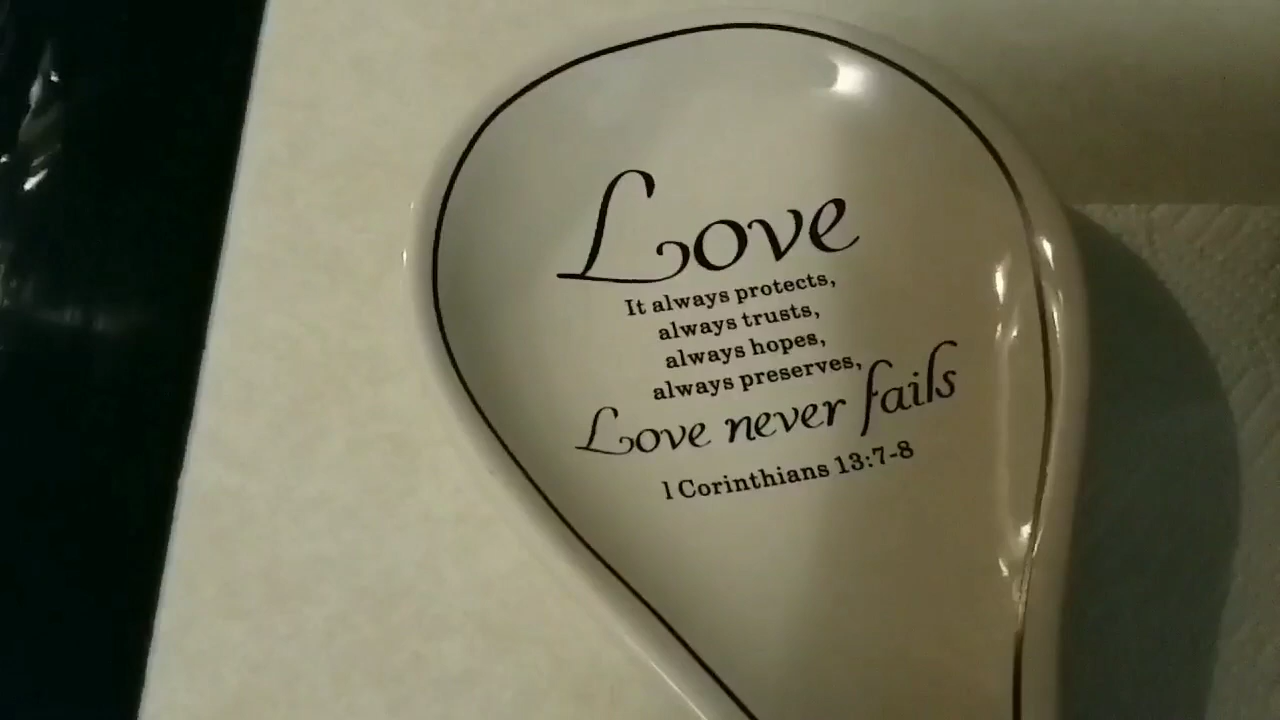 Love
It always protects,
always trusts,
always hopes,
always preserves,
Love never fails
1 Corinthians 13:7-8